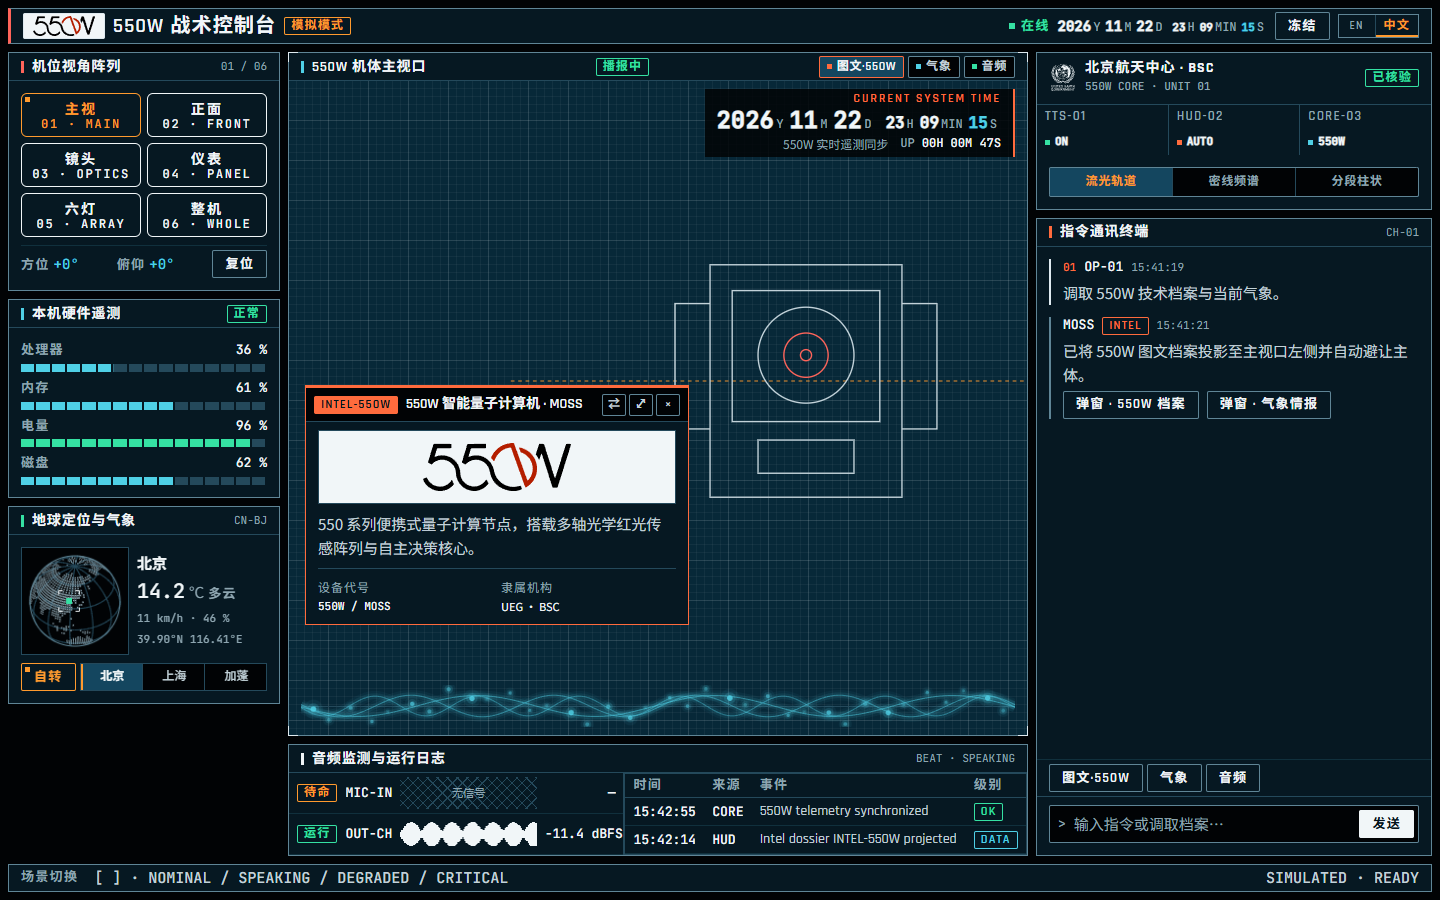 550W 550W 战术控制台 模拟模式
在线 2026Y 11M 22D 23H 09MIN 15S 冻结 EN 中文
机位视角阵列 01 / 06
主视
01 · MAIN
正面
02 · FRONT
镜头
03 · OPTICS
仪表
04 · PANEL
六灯
05 · ARRAY
整机
06 · WHOLE
方位 +0° 俯仰 +0° 复位
本机硬件遥测 正常
处理器 36 %
内存 61 %
电量 96 %
磁盘 62 %
地球定位与气象 CN-BJ
北京
14.2 °C 多云
11 km/h · 46 %
39.90°N 116.41°E
自转 北京 上海 加蓬
550W 机体主视口 播报中 图文·550W 气象 音频
CURRENT SYSTEM TIME
2026Y 11M 22D 23H 09MIN 15S
550W 实时遥测同步 UP 00H 00M 47S
INTEL-550W 550W 智能量子计算机 · MOSS ⇄ ⤢ ×
550W
550 系列便携式量子计算节点，搭载多轴光学红光传
感阵列与自主决策核心。
设备代号 隶属机构
550W / MOSS UEG · BSC
音频监测与运行日志 BEAT · SPEAKING
待命 MIC-IN 无信号 —
运行 OUT-CH -11.4 dBFS
时间 来源 事件 级别
15:42:55 CORE 550W telemetry synchronized OK
15:42:14 HUD Intel dossier INTEL-550W projected DATA
北京航天中心 · BSC
550W CORE · UNIT 01
已核验
TTS-01 HUD-02 CORE-03
ON AUTO 550W
流光轨道 密线频谱 分段柱状
指令通讯终端 CH-01
01 OP-01 15:41:19
调取 550W 技术档案与当前气象。
MOSS INTEL 15:41:21
已将 550W 图文档案投影至主视口左侧并自动避让主
体。
弹窗 · 550W 档案 弹窗 · 气象情报
图文·550W 气象 音频
> 输入指令或调取档案… 发送
场景切换 [ ] · NOMINAL / SPEAKING / DEGRADED / CRITICAL
SIMULATED · READY